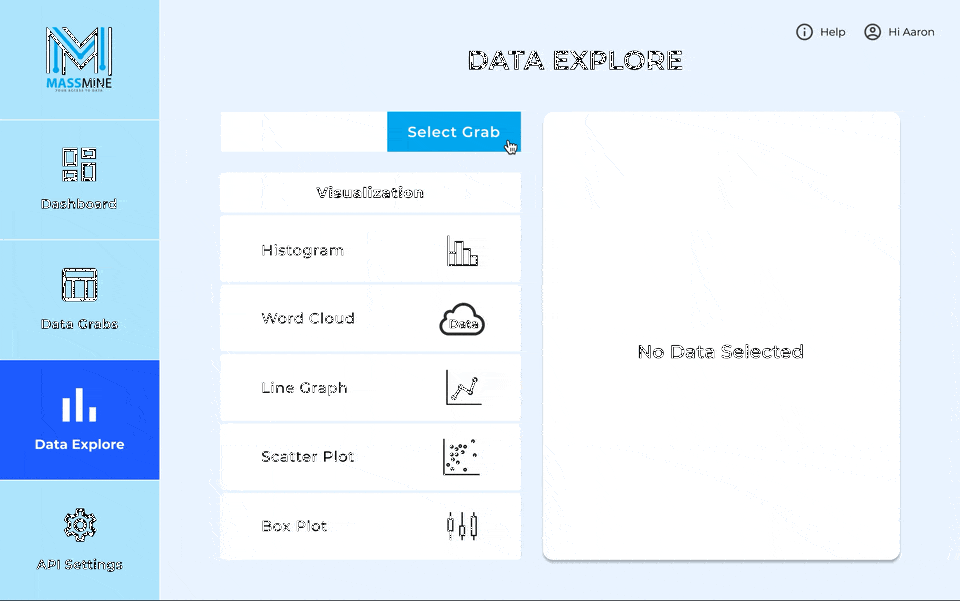 MASSMINE
YOUR ACCESS TO DATA
Dashboard
Data Grabs
Data Explore
API Settings
Help
Hi Aaron
DATA EXPLORE
Select Grab
Visualization
Histogram
Word Cloud
Data
Line Graph
Scatter Plot
Box Plot
No Data Selected